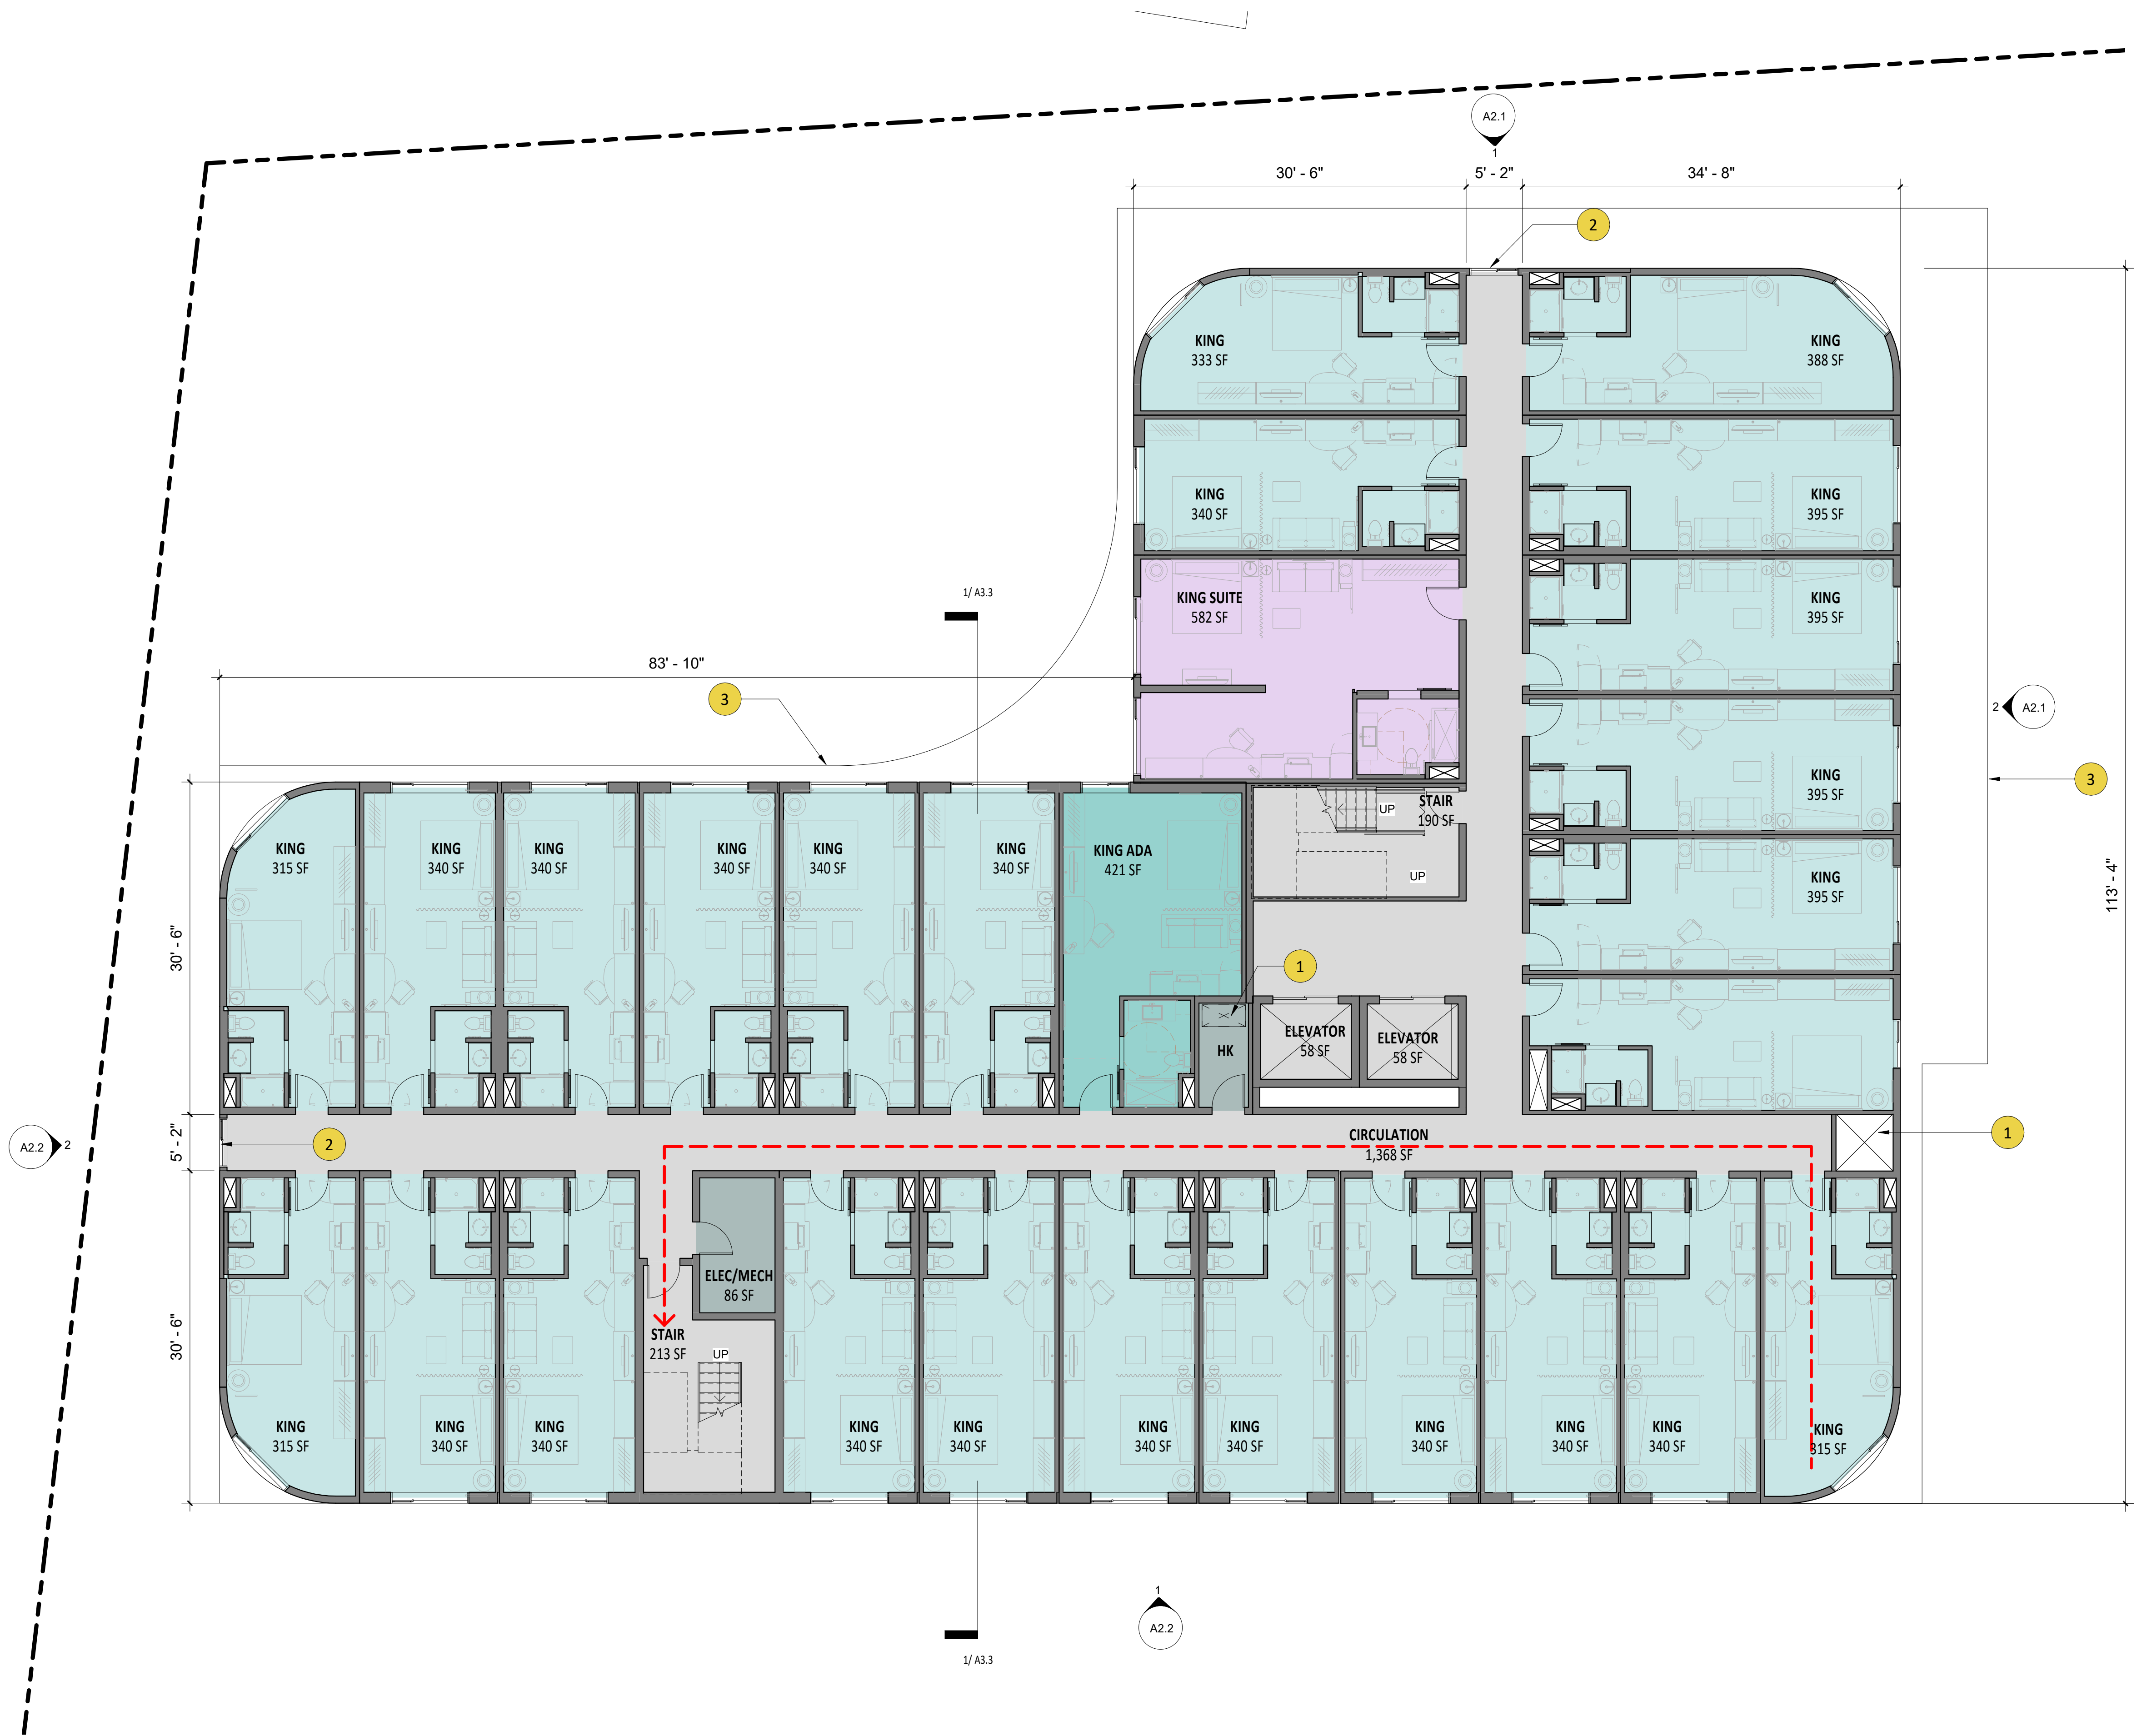 A2.1
1
30' - 6"
5' - 2"
34' - 8"
2
KING
333 SF
KING
388 SF
KING
340 SF
KING
395 SF
1/ A3.3
KING SUITE
582 SF
KING
395 SF
83' - 10"
3
2
A2.1
KING
395 SF
3
STAIR
190 SF
UP
UP
KING
315 SF
KING
340 SF
KING
340 SF
KING
340 SF
KING
340 SF
KING
340 SF
KING ADA
421 SF
KING
395 SF
113' - 4"
30' - 6"
1
HK
ELEVATOR
58 SF
ELEVATOR
58 SF
A2.2
2
5' - 2"
2
CIRCULATION
1,368 SF
1
30' - 6"
ELEC/MECH
86 SF
STAIR
213 SF
UP
KING
315 SF
KING
340 SF
KING
340 SF
KING
340 SF
KING
340 SF
KING
340 SF
KING
340 SF
KING
340 SF
KING
340 SF
KING
340 SF
KING
315 SF
1
A2.2
1/ A3.3